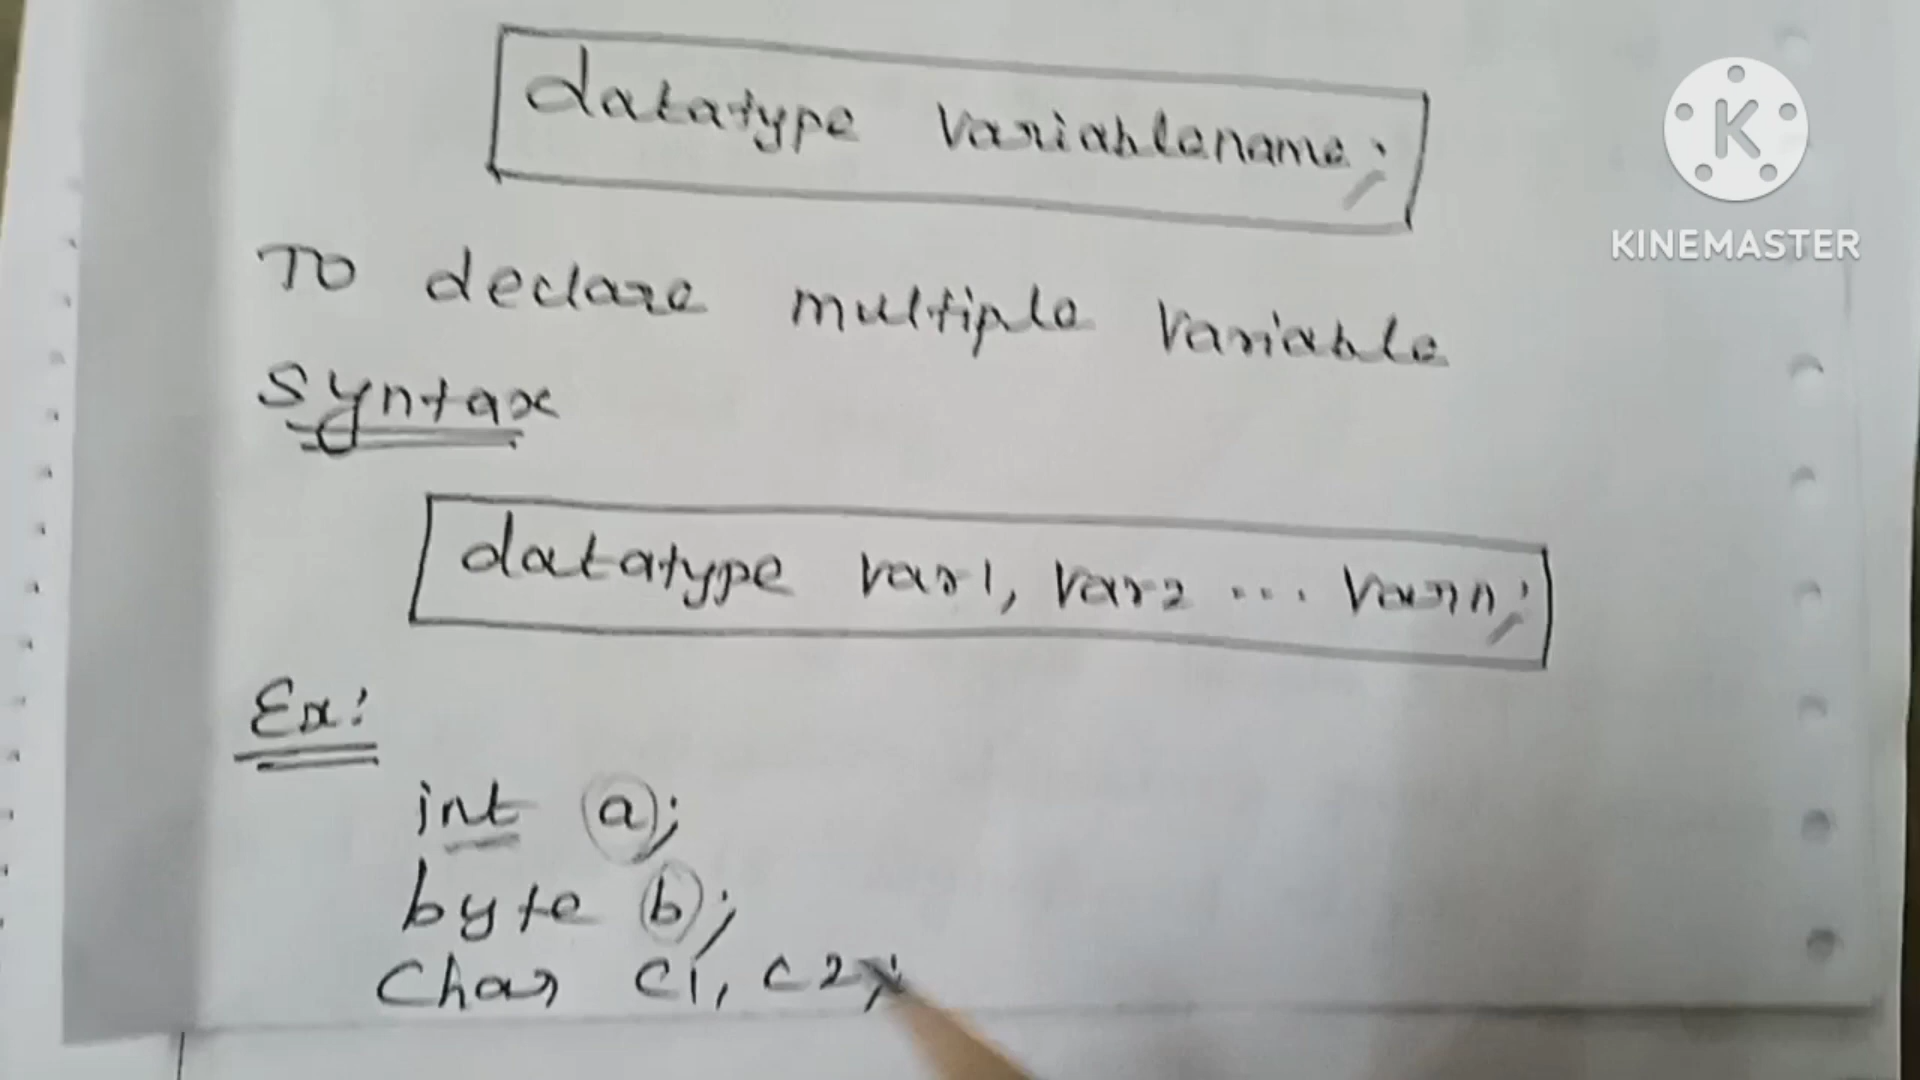 datatype variablename;
KINEMASTER
To declare multiple variable
Syntax
datatype var1, var2 ... varn;
Ex:
int a;
byte b;
Char c1, c2;